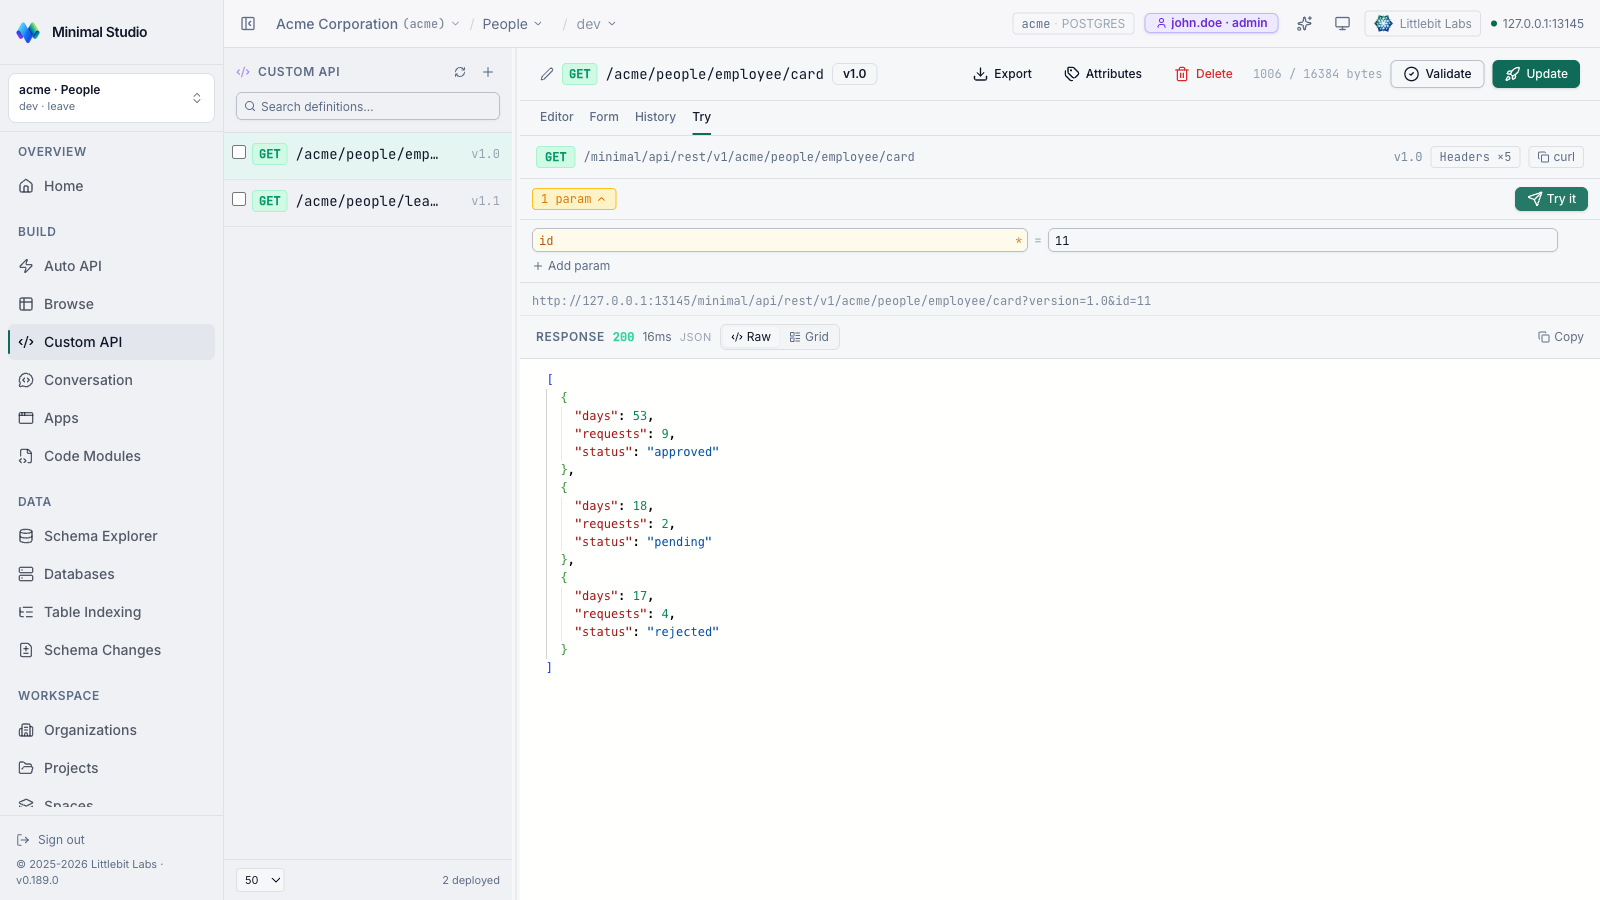 Minimal Studio
acme · People
dev · leave
OVERVIEW
Home
BUILD
Auto API
Browse
Custom API
Conversation
Apps
Code Modules
DATA
Schema Explorer
Databases
Table Indexing
Schema Changes
WORKSPACE
Organizations
Projects
Spaces
Sign out
© 2025-2026 Littlebit Labs ·
v0.189.0
Acme Corporation (acme) / People / dev
acme · POSTGRES
john.doe · admin
Littlebit Labs
127.0.0.1:13145
CUSTOM API
Search definitions...
GET /acme/people/emp… v1.0
GET /acme/people/lea… v1.1
50
2 deployed
GET /acme/people/employee/card v1.0
Export
Attributes
Delete
1006 / 16384 bytes
Validate
Update
Editor Form History Try
GET /minimal/api/rest/v1/acme/people/employee/card
v1.0 Headers ×5 curl
1 param
Try it
id * = 11
+ Add param
http://127.0.0.1:13145/minimal/api/rest/v1/acme/people/employee/card?version=1.0&id=11
RESPONSE 200 16ms JSON Raw Grid
Copy
[
{
"days": 53,
"requests": 9,
"status": "approved"
},
{
"days": 18,
"requests": 2,
"status": "pending"
},
{
"days": 17,
"requests": 4,
"status": "rejected"
}
]